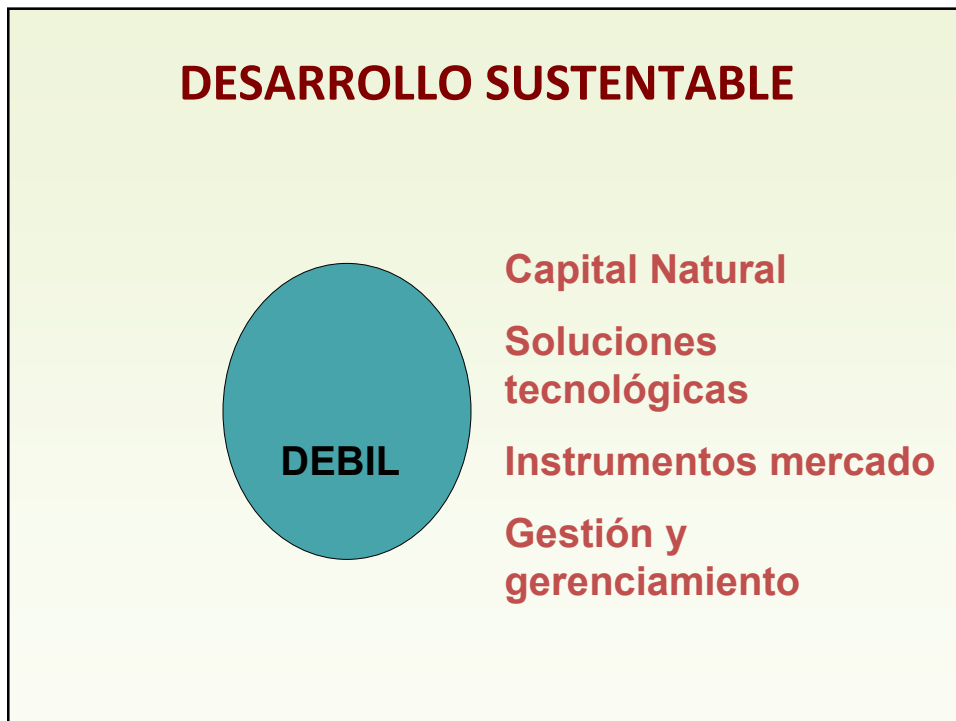 DESARROLLO SUSTENTABLE
Capital Natural
Soluciones
tecnológicas
DEBIL
Instrumentos mercado
Gestión y
gerenciamiento